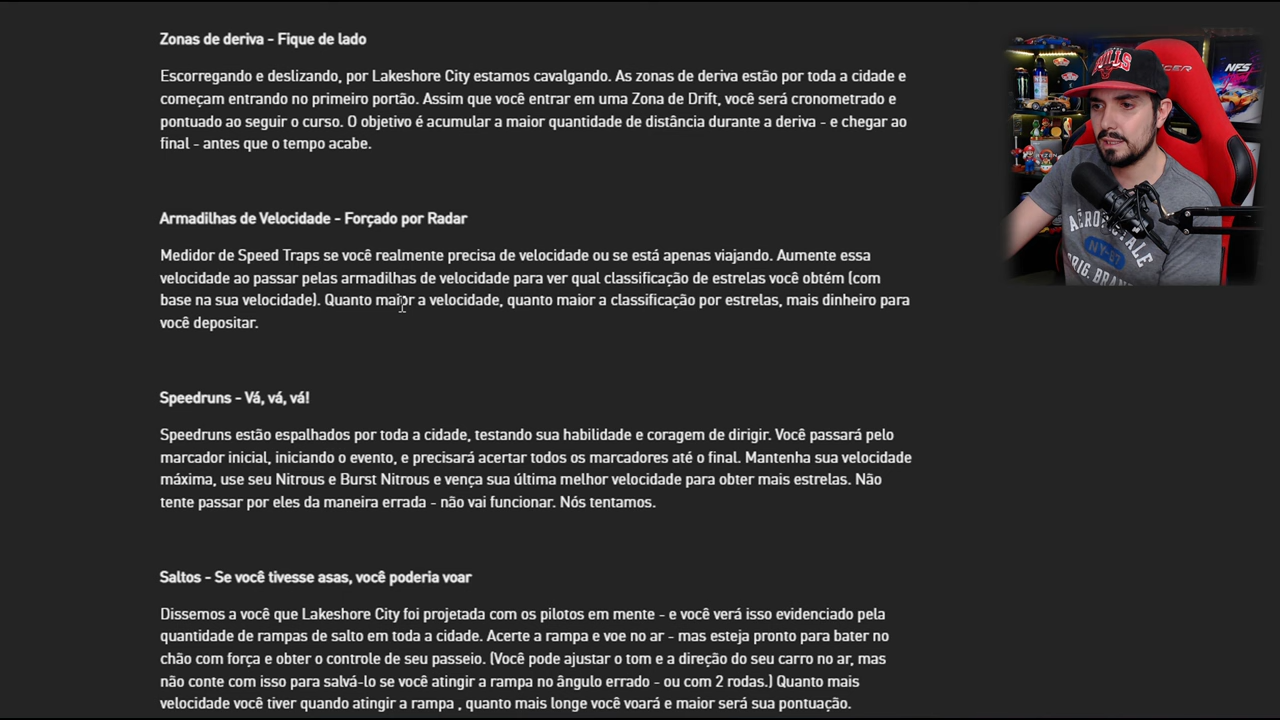 Zonas de deriva - Fique de lado
Escorregando e deslizando, por Lakeshore City estamos cavalgando. As zonas de deriva estão por toda a cidade e
começam entrando no primeiro portão. Assim que você entrar em uma Zona de Drift, você será cronometrado e
pontuado ao seguir o curso. O objetivo é acumular a maior quantidade de distância durante a deriva - e chegar ao
final - antes que o tempo acabe.
Armadilhas de Velocidade - Forçado por Radar
Medidor de Speed Traps se você realmente precisa de velocidade ou se está apenas viajando. Aumente essa
velocidade ao passar pelas armadilhas de velocidade para ver qual classificação de estrelas você obtém (com
base na sua velocidade). Quanto maior a velocidade, quanto maior a classificação por estrelas, mais dinheiro para
você depositar.
Speedruns - Vá, vá, vá!
Speedruns estão espalhados por toda a cidade, testando sua habilidade e coragem de dirigir. Você passará pelo
marcador inicial, iniciando o evento, e precisará acertar todos os marcadores até o final. Mantenha sua velocidade
máxima, use seu Nitrous e Burst Nitrous e vença sua última melhor velocidade para obter mais estrelas. Não
tente passar por eles da maneira errada - não vai funcionar. Nós tentamos.
Saltos - Se você tivesse asas, você poderia voar
Dissemos a você que Lakeshore City foi projetada com os pilotos em mente - e você verá isso evidenciado pela
quantidade de rampas de salto em toda a cidade. Acerte a rampa e voe no ar - mas esteja pronto para bater no
chão com força e obter o controle de seu passeio. (Você pode ajustar o tom e a direção do seu carro no ar, mas
não conte com isso para salvá-lo se você atingir a rampa no ângulo errado - ou com 2 rodas.) Quanto mais
velocidade você tiver quando atingir a rampa , quanto mais longe você voará e maior será sua pontuação.
BULLS
NFS
AÉROPOSTALE
NY-87
ORIG. BRAND